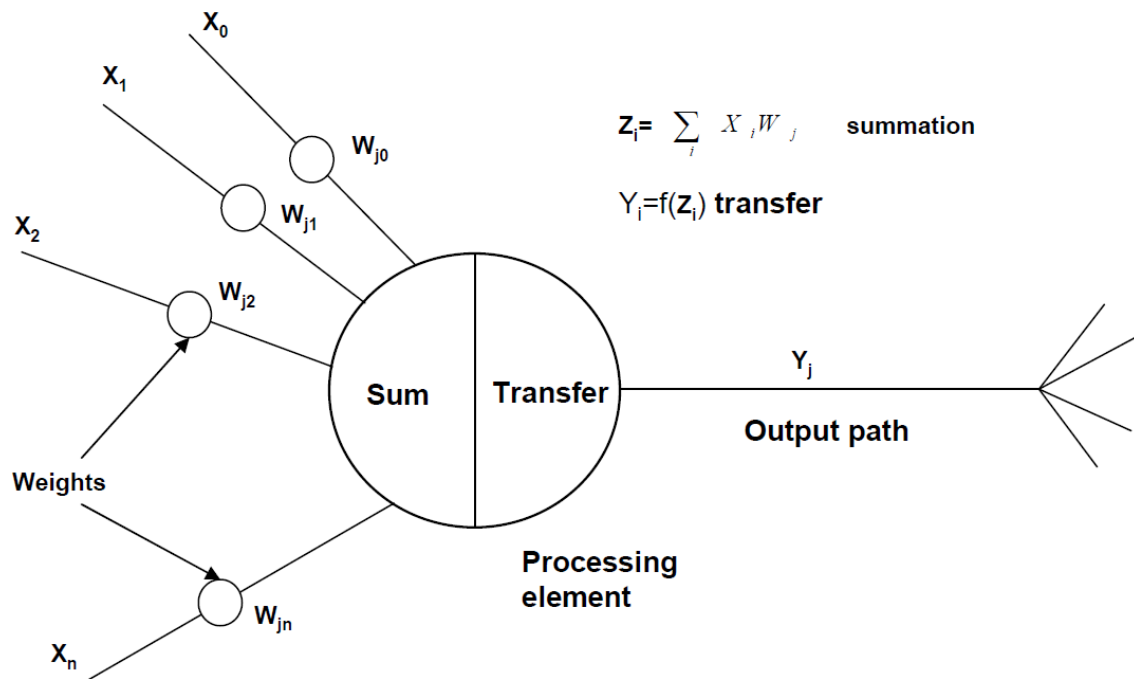 X0
X1
Wj0
Zi= ∑i X i W j summation
Wj1
Yi=f(Zi) transfer
X2
Wj2
Sum
Transfer
Yj
Output path
Weights
Processing
element
Wjn
Xn